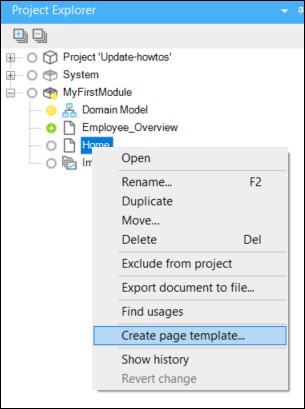 Project Explorer
Project 'Update-howtos'
System
MyFirstModule
Domain Model
Employee_Overview
Home
Im
Open
Rename... F2
Duplicate
Move...
Delete Del
Exclude from project
Export document to file...
Find usages
Create page template...
Show history
Revert change